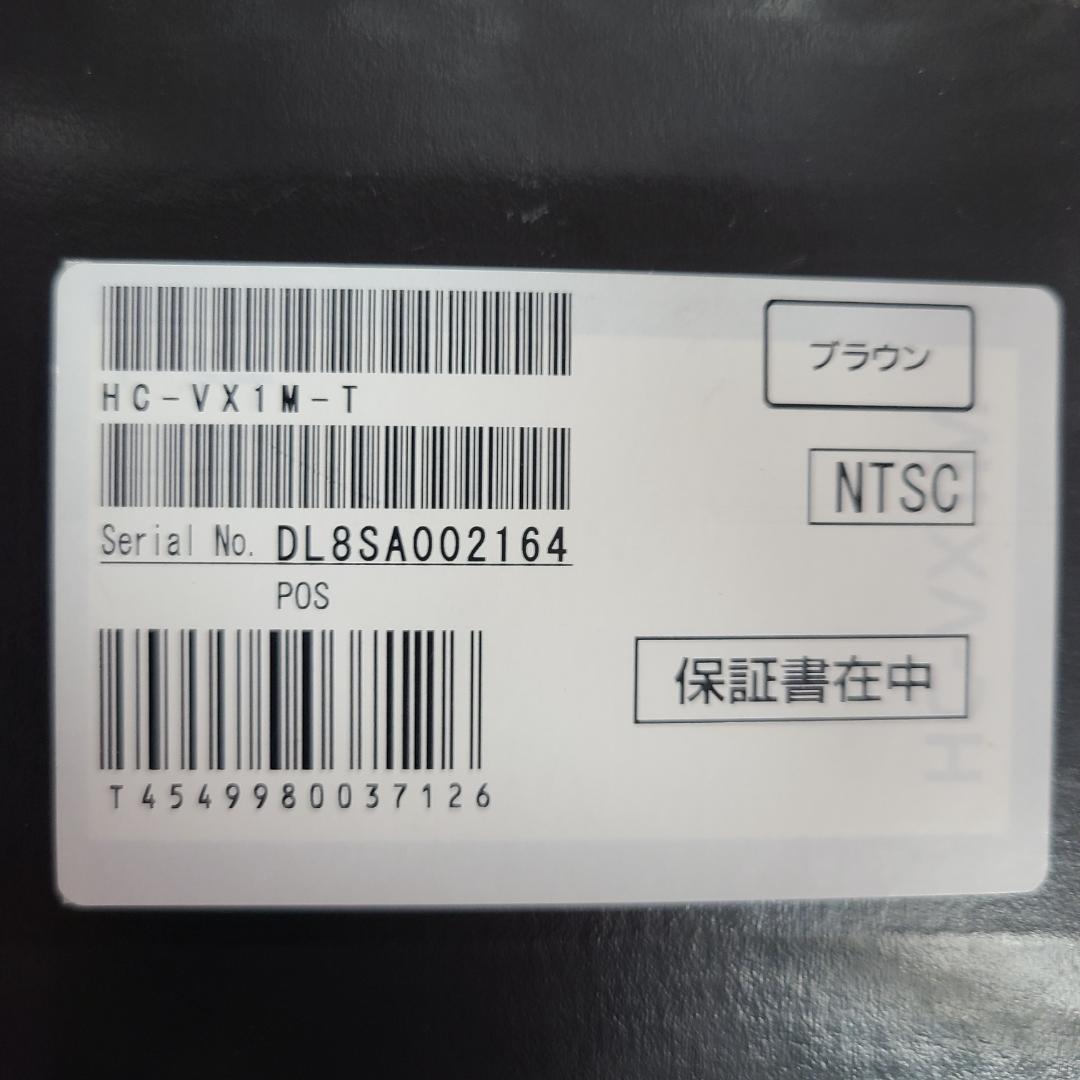 HC-VX1M-T
ブラウン
NTSC
Serial No. DL8SA002164
POS
保証書在中
T4549980037126